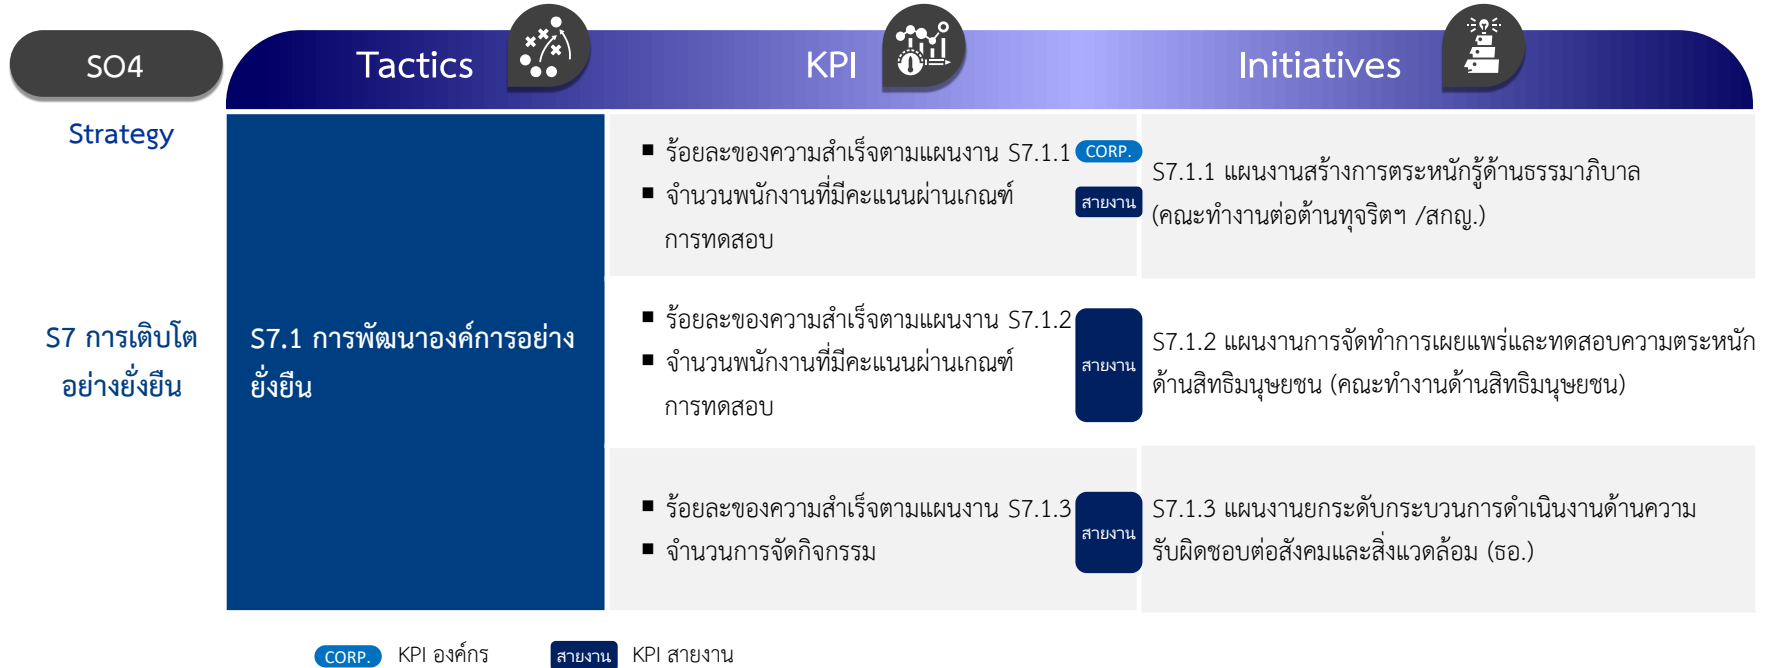 SO4
Tactics
KPI
Initiatives
Strategy
S7 การเติบโต
อย่างยั่งยืน
S7.1 การพัฒนาองค์การอย่าง
ยั่งยืน
▪ ร้อยละของความสำเร็จตามแผนงาน S7.1.1
CORP.
▪ จำนวนพนักงานที่มีคะแนนผ่านเกณฑ์
การทดสอบ
สายงาน
S7.1.1 แผนงานสร้างการตระหนักรู้ด้านธรรมาภิบาล
(คณะทำงานต่อต้านทุจริตฯ /สกญ.)
▪ ร้อยละของความสำเร็จตามแผนงาน S7.1.2
▪ จำนวนพนักงานที่มีคะแนนผ่านเกณฑ์
การทดสอบ
สายงาน
S7.1.2 แผนงานการจัดทำการเผยแพร่และทดสอบความตระหนัก
ด้านสิทธิมนุษยชน (คณะทำงานด้านสิทธิมนุษยชน)
▪ ร้อยละของความสำเร็จตามแผนงาน S7.1.3
▪ จำนวนการจัดกิจกรรม
สายงาน
S7.1.3 แผนงานยกระดับกระบวนการดำเนินงานด้านความ
รับผิดชอบต่อสังคมและสิ่งแวดล้อม (ธอ.)
CORP. KPI องค์กร
สายงาน KPI สายงาน